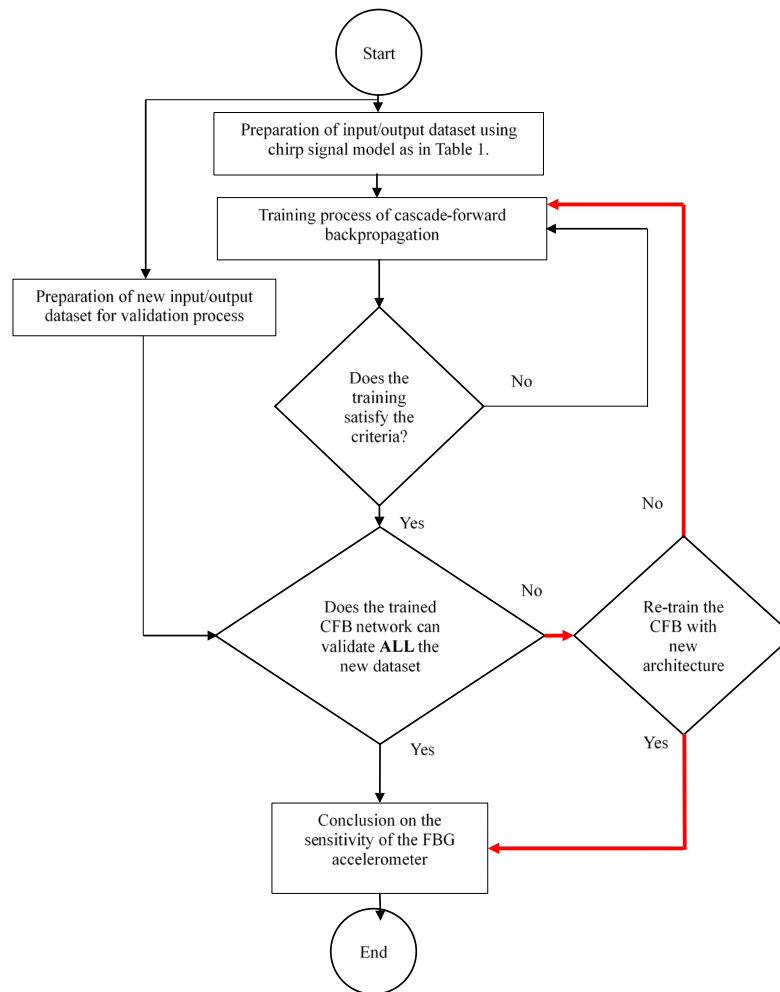 Start
Preparation of input/output dataset using
chirp signal model as in Table 1.
Training process of cascade-forward
backpropagation
Preparation of new input/output
dataset for validation process
Does the
training
satisfy the
criteria?
No
Yes
No
Does the trained
CFB network can
validate ALL the
new dataset
No
Re-train the
CFB with
new
architecture
Yes
Yes
Conclusion on the
sensitivity of the FBG
accelerometer
End